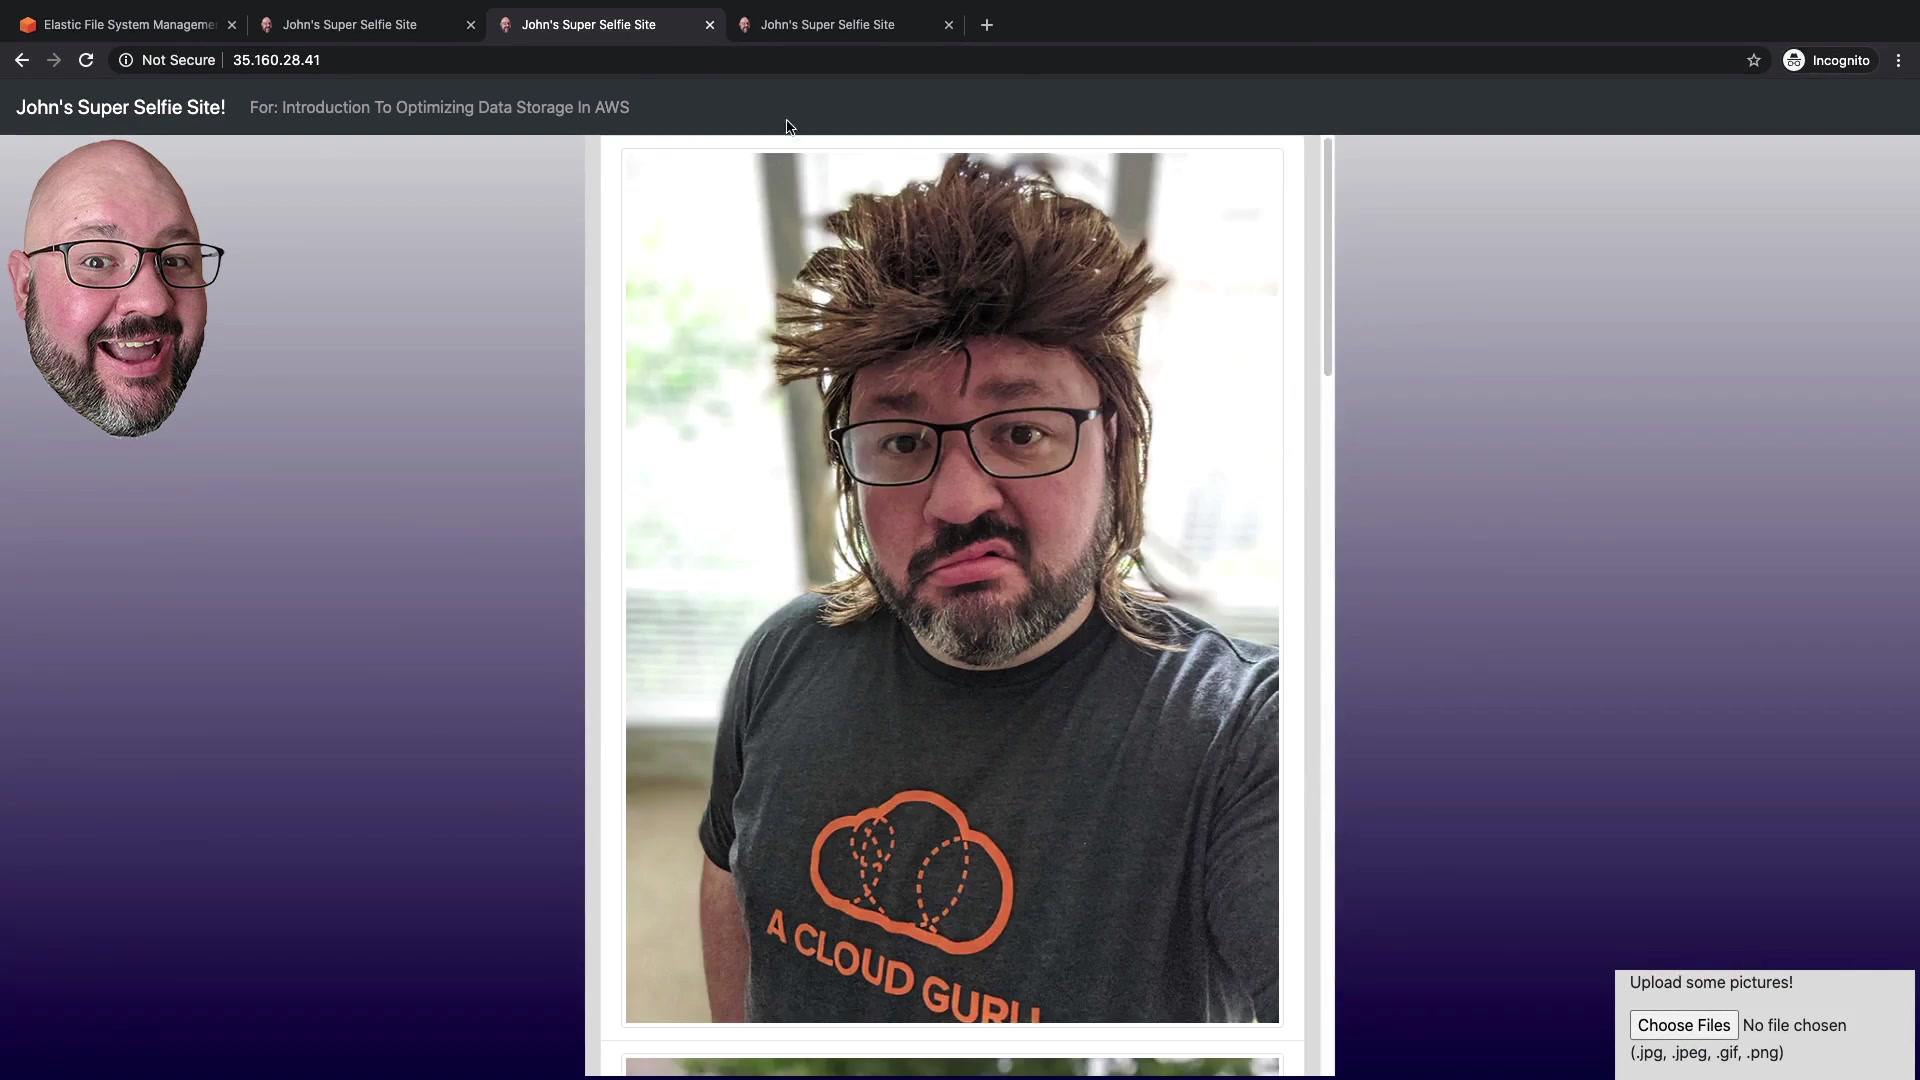 Elastic File System Manageme
John's Super Selfie Site
John's Super Selfie Site
John's Super Selfie Site
Not Secure
35.160.28.41
Incognito
John's Super Selfie Site!
For: Introduction To Optimizing Data Storage In AWS
A CLOUD GURU
Upload some pictures!
Choose Files No file chosen
(.jpg, .jpeg, .gif, .png)